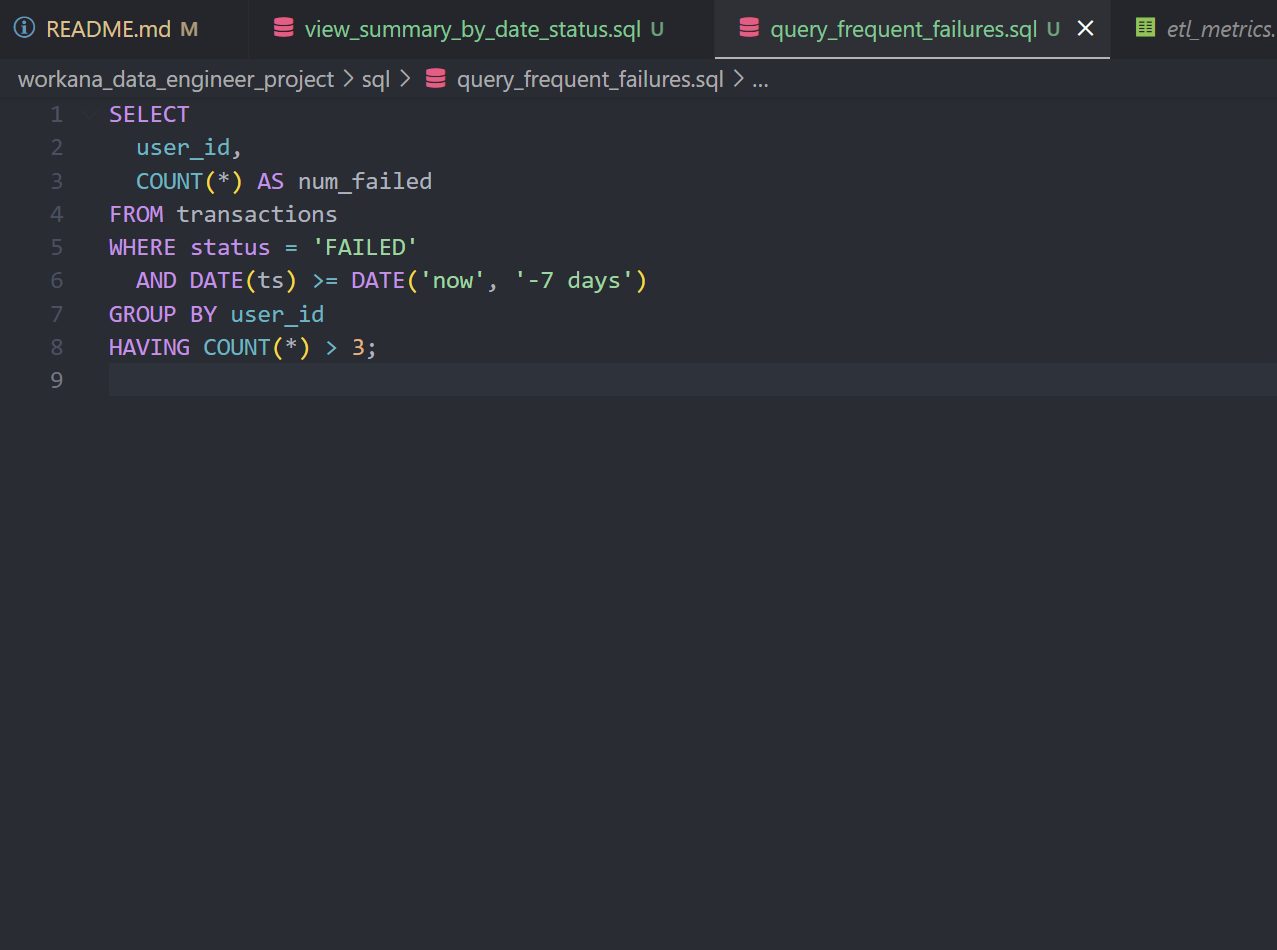 README.md M view_summary_by_date_status.sql U query_frequent_failures.sql U etl_metrics.
workana_data_engineer_project > sql > query_frequent_failures.sql > ...
1 SELECT
2 user_id,
3 COUNT(*) AS num_failed
4 FROM transactions
5 WHERE status = 'FAILED'
6 AND DATE(ts) >= DATE('now', '-7 days')
7 GROUP BY user_id
8 HAVING COUNT(*) > 3;
9